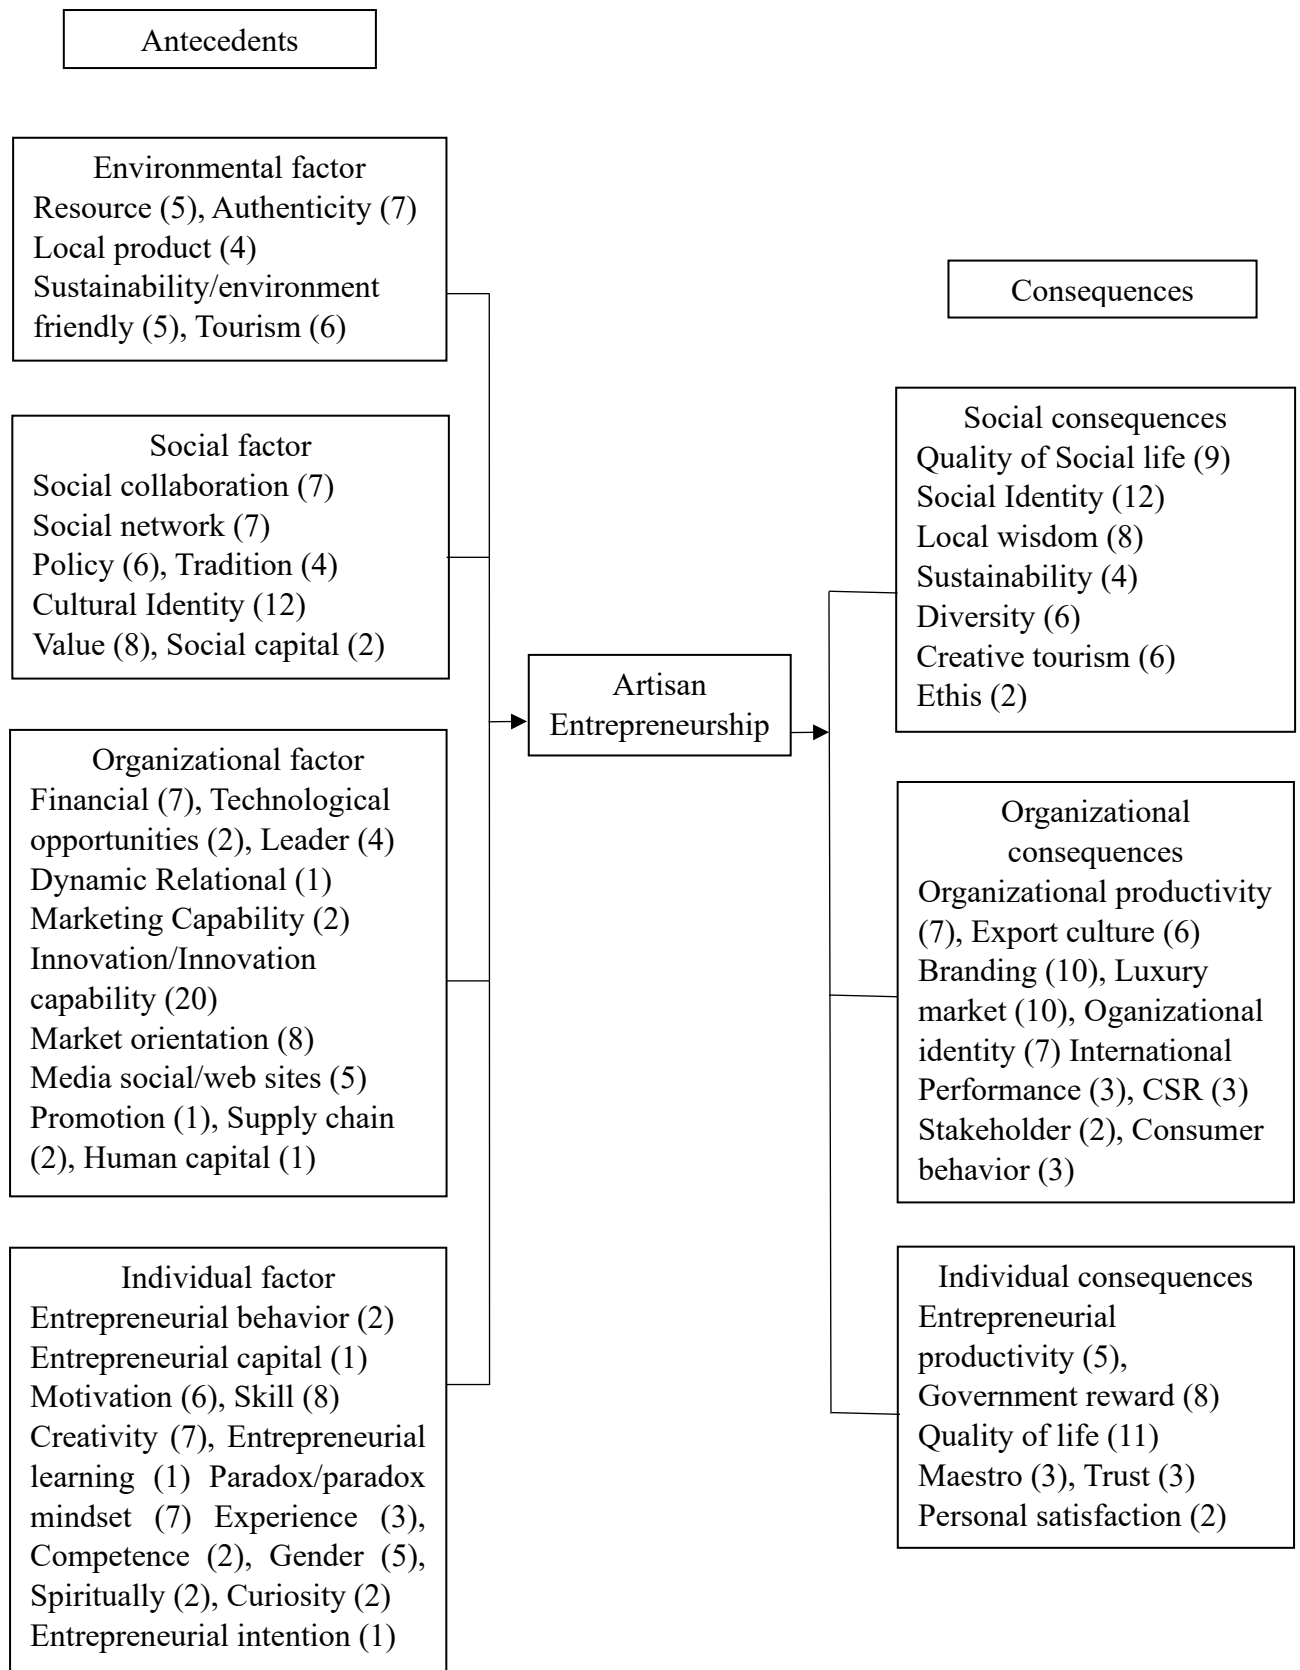 Antecedents
Environmental factor
Resource (5), Authenticity (7)
Local product (4)
Sustainability/environment
friendly (5), Tourism (6)
Social factor
Social collaboration (7)
Social network (7)
Policy (6), Tradition (4)
Cultural Identity (12)
Value (8), Social capital (2)
Organizational factor
Financial (7), Technological
opportunities (2), Leader (4)
Dynamic Relational (1)
Marketing Capability (2)
Innovation/Innovation
capability (20)
Market orientation (8)
Media social/web sites (5)
Promotion (1), Supply chain
(2), Human capital (1)
Individual factor
Entrepreneurial behavior (2)
Entrepreneurial capital (1)
Motivation (6), Skill (8)
Creativity (7), Entrepreneurial
learning (1) Paradox/paradox
mindset (7) Experience (3),
Competence (2), Gender (5),
Spiritually (2), Curiosity (2)
Entrepreneurial intention (1)
Artisan
Entrepreneurship
Consequences
Social consequences
Quality of Social life (9)
Social Identity (12)
Local wisdom (8)
Sustainability (4)
Diversity (6)
Creative tourism (6)
Ethis (2)
Organizational
consequences
Organizational productivity
(7), Export culture (6)
Branding (10), Luxury
market (10), Oganizational
identity (7) International
Performance (3), CSR (3)
Stakeholder (2), Consumer
behavior (3)
Individual consequences
Entrepreneurial
productivity (5),
Government reward (8)
Quality of life (11)
Maestro (3), Trust (3)
Personal satisfaction (2)